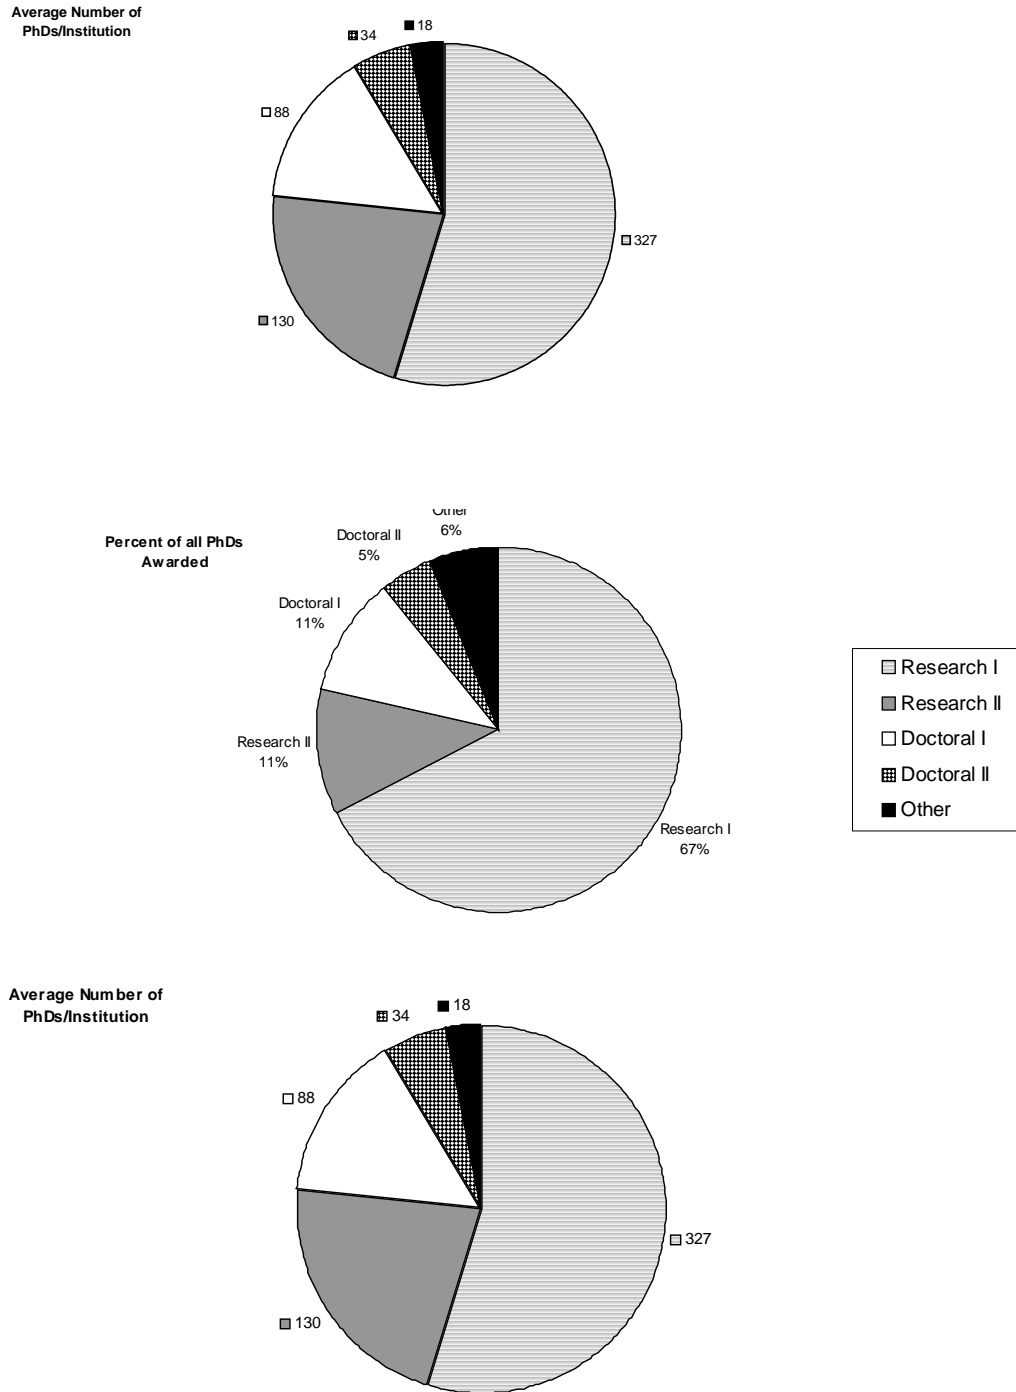 Average Number of
PhDs/Institution
18
34
88
327
130
Other
6%
Percent of all PhDs
Awarded
Doctoral II
5%
Doctoral I
11%
Research II
11%
Research I
67%
Research I
Research II
Doctoral I
Doctoral II
Other
Average Number of
PhDs/Institution
18
34
88
327
130